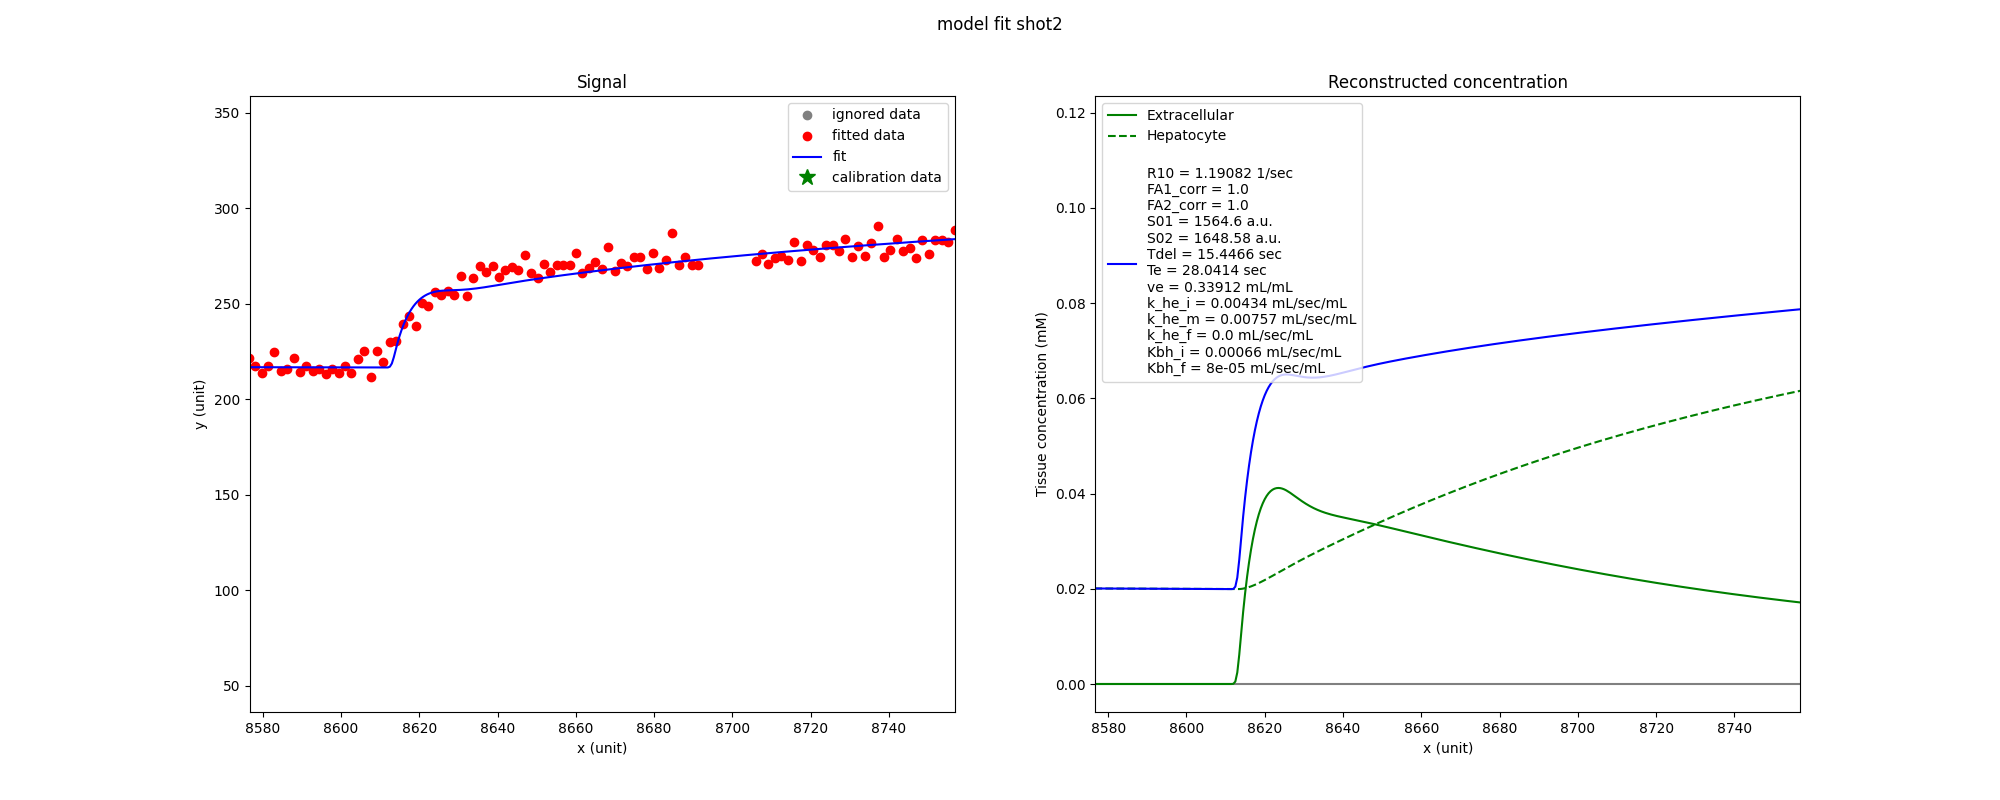 model fit shot2
Signal
350
300
250
200
150
100
50
y (unit)
8580 8600 8620 8640 8660 8680 8700 8720 8740
x (unit)
ignored data
fitted data
fit
calibration data
Reconstructed concentration
0.12
0.10
0.08
0.06
0.04
0.02
0.00
Tissue concentration (mM)
8580 8600 8620 8640 8660 8680 8700 8720 8740
x (unit)
Extracellular
Hepatocyte
R10 = 1.19082 1/sec
FA1_corr = 1.0
FA2_corr = 1.0
S01 = 1564.6 a.u.
S02 = 1648.58 a.u.
Tdel = 15.4466 sec
Te = 28.0414 sec
ve = 0.33912 mL/mL
k_he_i = 0.00434 mL/sec/mL
k_he_m = 0.00757 mL/sec/mL
k_he_f = 0.0 mL/sec/mL
Kbh_i = 0.00066 mL/sec/mL
Kbh_f = 8e-05 mL/sec/mL